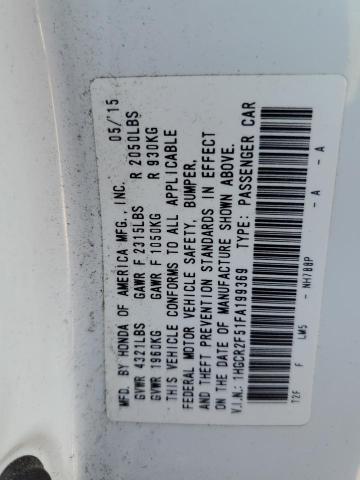 MFD. BY HONDA OF AMERICA MFG., INC. 05/'15
GVWR 4321LBS GAWR F 2315LBS R 2050LBS
GVWR 1960KG GAWR F 1050KG R 930KG
THIS VEHICLE CONFORMS TO ALL APPLICABLE
FEDERAL MOTOR VEHICLE SAFETY, BUMPER,
AND THEFT PREVENTION STANDARDS IN EFFECT
ON THE DATE OF MANUFACTURE SHOWN ABOVE.
V.I.N.: 1HGCR2F51FA199369 TYPE: PASSENGER CAR
T2F F LM5 - NH788P - A - A